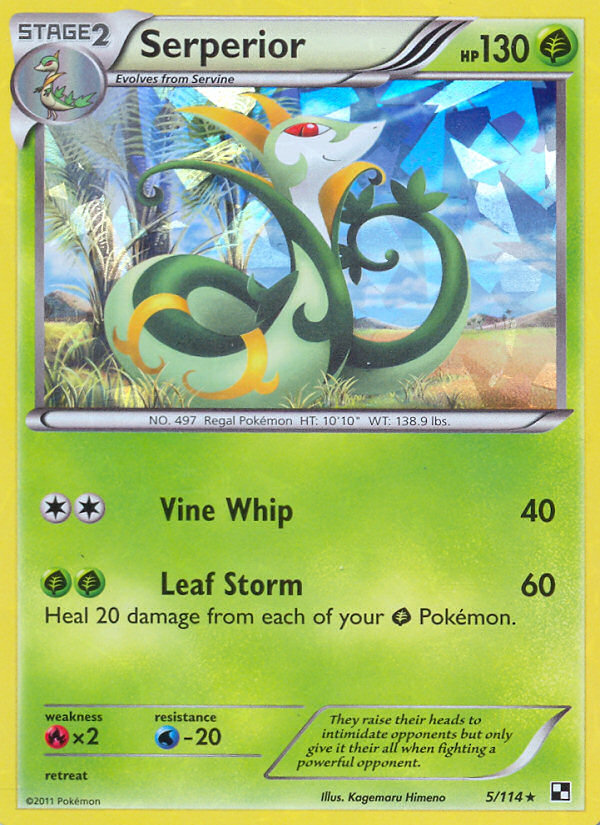 STAGE2
Serperior
HP130
Evolves from Servine
NO. 497 Regal Pokémon HT: 10'10" WT: 138.9 lbs.
Vine Whip 40
Leaf Storm 60
Heal 20 damage from each of your Pokémon.
weakness resistance
×2 -20
retreat
They raise their heads to
intimidate opponents but only
give it their all when fighting a
powerful opponent.
©2011 Pokémon Illus. Kagemaru Himeno 5/114★